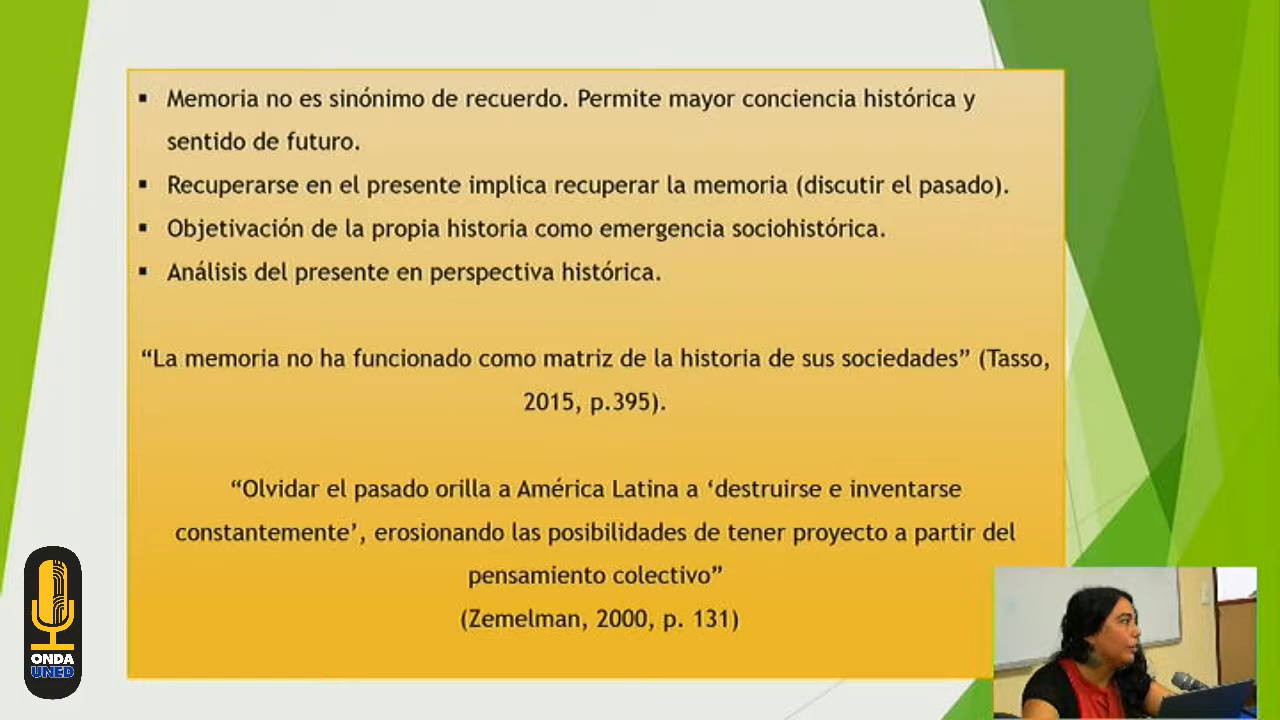 ▪ Memoria no es sinónimo de recuerdo. Permite mayor conciencia histórica y
sentido de futuro.
▪ Recuperarse en el presente implica recuperar la memoria (discutir el pasado).
▪ Objetivación de la propia historia como emergencia sociohistórica.
▪ Análisis del presente en perspectiva histórica.
“La memoria no ha funcionado como matriz de la historia de sus sociedades” (Tasso,
2015, p.395).
“Olvidar el pasado orilla a América Latina a ‘destruirse e inventarse
constantemente’, erosionando las posibilidades de tener proyecto a partir del
pensamiento colectivo”
(Zemelman, 2000, p. 131)
ONDA
UNED